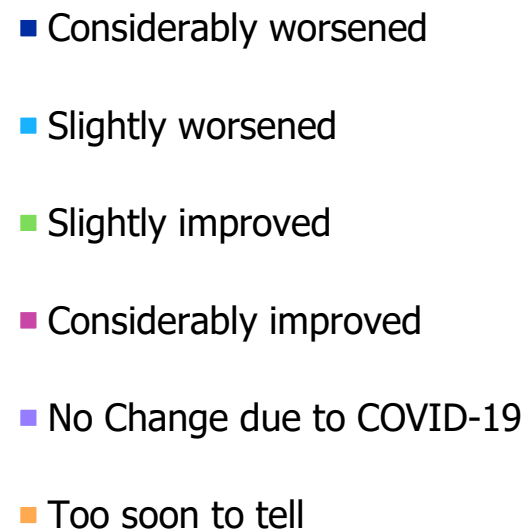 Considerably worsened
Slightly worsened
Slightly improved
Considerably improved
No Change due to COVID-19
Too soon to tell